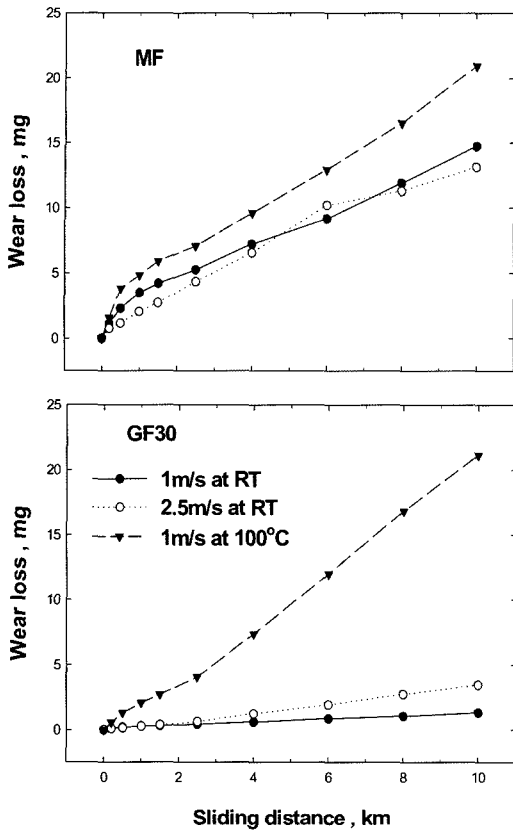 25
MF
20
15
10
5
0
Wear loss , mg
25
GF30
20
1m/s at RT
2.5m/s at RT
1m/s at 100°C
15
10
5
0
Wear loss , mg
0 2 4 6 8 10
Sliding distance , km